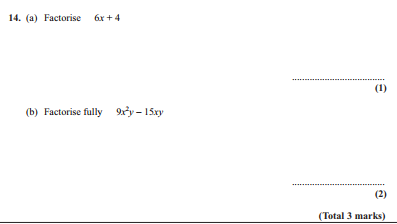 14. (a) Factorise 6x + 4
(1)
(b) Factorise fully 9x²y – 15xy
(2)
(Total 3 marks)